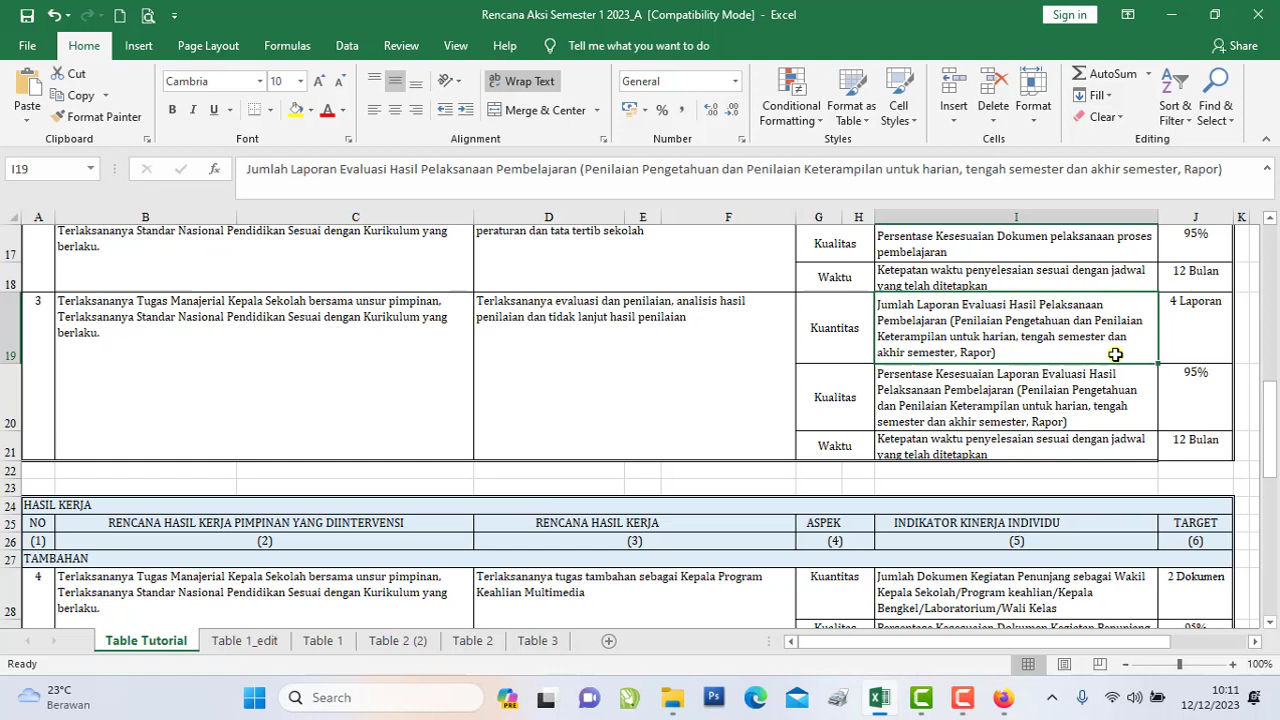 Rencana Aksi Semester 1 2023_A [Compatibility Mode] - Excel
Sign in
File Home Insert Page Layout Formulas Data Review View Help Tell me what you want to do Share
Paste
Cut
Copy
Format Painter
Clipboard
Cambria 10
B I U
Font
Wrap Text
Merge & Center
Alignment
General
Number
Conditional Formatting
Format as Table
Cell Styles
Styles
Insert Delete Format
Cells
AutoSum
Fill
Clear
Sort & Filter
Find & Select
Editing
I19
fx
Jumlah Laporan Evaluasi Hasil Pelaksanaan Pembelajaran (Penilaian Pengetahuan dan Penilaian Keterampilan untuk harian, tengah semester dan akhir semester, Rapor)
A B C D E F G H I J K
17
Terlaksananya Standar Nasional Pendidikan Sesuai dengan Kurikulum yang
berlaku.
peraturan dan tata tertib sekolah
Kualitas
Persentase Kesesuaian Dokumen pelaksanaan proses
pembelajaran
95%
18
Waktu
Ketepatan waktu penyelesaian sesuai dengan jadwal
yang telah ditetapkan
12 Bulan
19
3
Terlaksananya Tugas Manajerial Kepala Sekolah bersama unsur pimpinan,
Terlaksananya Standar Nasional Pendidikan Sesuai dengan Kurikulum yang
berlaku.
Terlaksananya evaluasi dan penilaian, analisis hasil
penilaian dan tidak lanjut hasil penilaian
Kuantitas
Jumlah Laporan Evaluasi Hasil Pelaksanaan
Pembelajaran (Penilaian Pengetahuan dan Penilaian
Keterampilan untuk harian, tengah semester dan
akhir semester, Rapor)
4 Laporan
20
Kualitas
Persentase Kesesuaian Laporan Evaluasi Hasil
Pelaksanaan Pembelajaran (Penilaian Pengetahuan
dan Penilaian Keterampilan untuk harian, tengah
semester dan akhir semester, Rapor)
95%
21
Waktu
Ketepatan waktu penyelesaian sesuai dengan jadwal
yang telah ditetapkan
12 Bulan
22
23
24 HASIL KERJA
25 NO RENCANA HASIL KERJA PIMPINAN YANG DIINTERVENSI RENCANA HASIL KERJA ASPEK INDIKATOR KINERJA INDIVIDU TARGET
26 (1) (2) (3) (4) (5) (6)
27 TAMBAHAN
28
4
Terlaksananya Tugas Manajerial Kepala Sekolah bersama unsur pimpinan,
Terlaksananya Standar Nasional Pendidikan Sesuai dengan Kurikulum yang
berlaku.
Terlaksananya tugas tambahan sebagai Kepala Program
Keahlian Multimedia
Kuantitas
Jumlah Dokumen Kegiatan Penunjang sebagai Wakil
Kepala Sekolah/Program keahlian/Kepala
Bengkel/Laboratorium/Wali Kelas
2 Dokumen
Kualitas
Persentase Kesesuaian Dokumen Kegiatan Penunjang
95%
Table Tutorial Table 1_edit Table 1 Table 2 (2) Table 2 Table 3
Ready
100%
23°C
Berawan
Search
PRE
Ps
10:11
12/12/2023